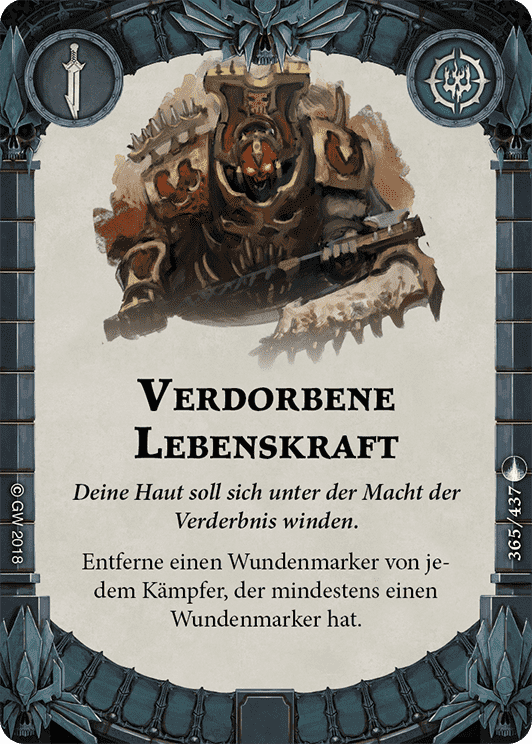 VERDORBENE
LEBENSKRAFT
Deine Haut soll sich unter der Macht der
Verderbnis winden.
Entferne einen Wundenmarker von je-
dem Kämpfer, der mindestens einen
Wundenmarker hat.
© GW 2018
365/437